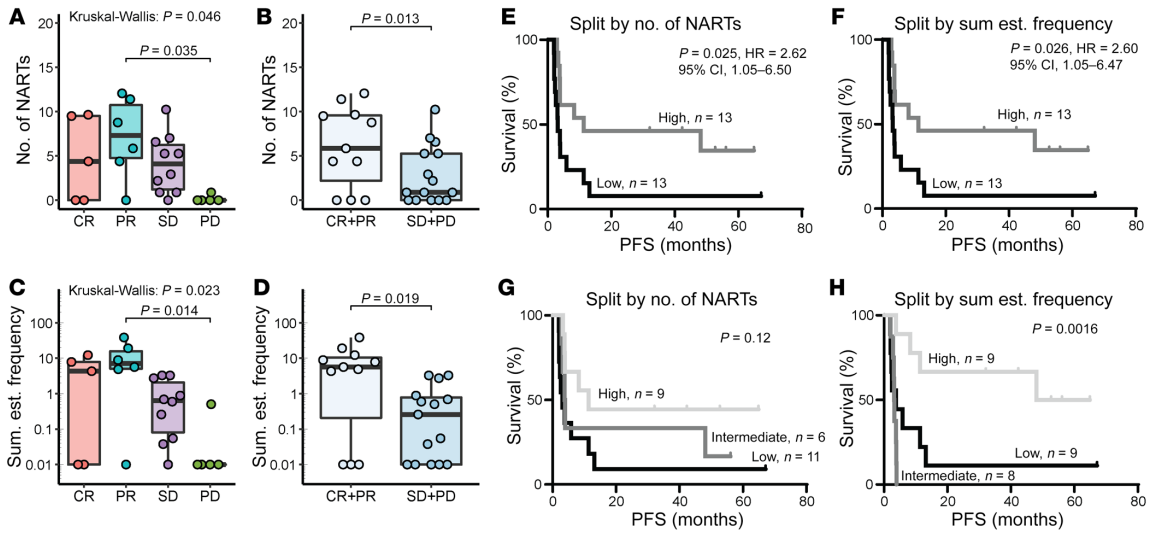 A
Kruskal-Wallis: P = 0.046
P = 0.035
No. of NARTs
20
15
10
5
0
CR PR SD PD
B
P = 0.013
No. of NARTs
20
15
10
5
0
CR+PR SD+PD
E
Split by no. of NARTs
P = 0.025, HR = 2.62
95% CI, 1.05–6.50
Survival (%)
100
50
0
High, n = 13
Low, n = 13
0 20 40 60 80
PFS (months)
F
Split by sum est. frequency
P = 0.026, HR = 2.60
95% CI, 1.05–6.47
Survival (%)
100
50
0
High, n = 13
Low, n = 13
0 20 40 60 80
PFS (months)
C
Kruskal-Wallis: P = 0.023
P = 0.014
Sum. est. frequency
100
10
1
0.1
0.01
CR PR SD PD
D
P = 0.019
Sum. est. frequency
100
10
1
0.1
0.01
CR+PR SD+PD
G
Split by no. of NARTs
P = 0.12
Survival (%)
100
50
0
High, n = 9
Intermediate, n = 6
Low, n = 11
0 20 40 60 80
PFS (months)
H
Split by sum est. frequency
P = 0.0016
Survival (%)
100
50
0
High, n = 9
Low, n = 9
Intermediate, n = 8
0 20 40 60 80
PFS (months)